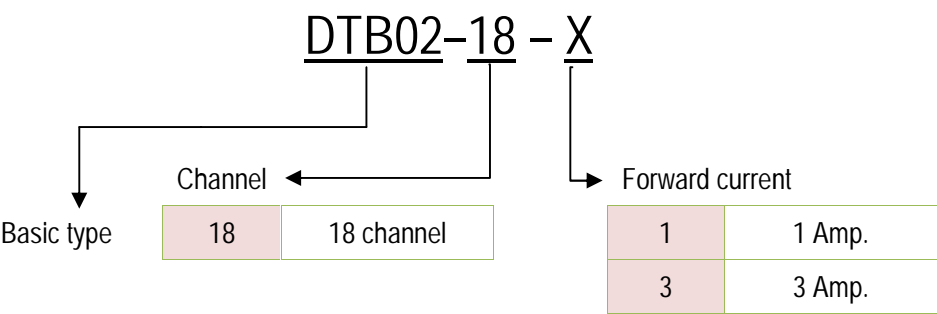 DTB02–18 – X
Channel
Forward current
Basic type
18 18 channel
1 1 Amp.
3 3 Amp.